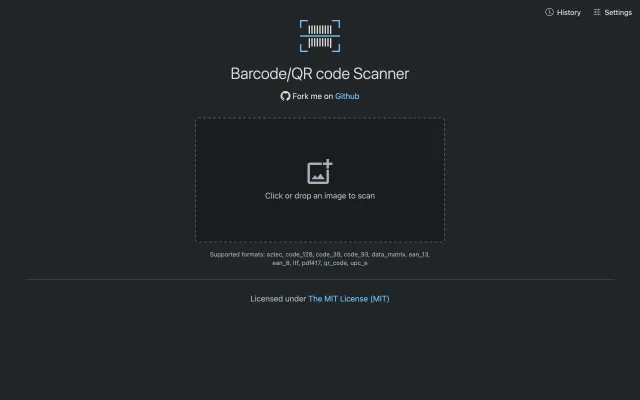 History Settings
Barcode/QR code Scanner
Fork me on Github
Click or drop an image to scan
Supported formats: aztec, code_128, code_39, code_93, data_matrix, ean_13,
ean_8, itf, pdf417, qr_code, upc_e
Licensed under The MIT License (MIT)